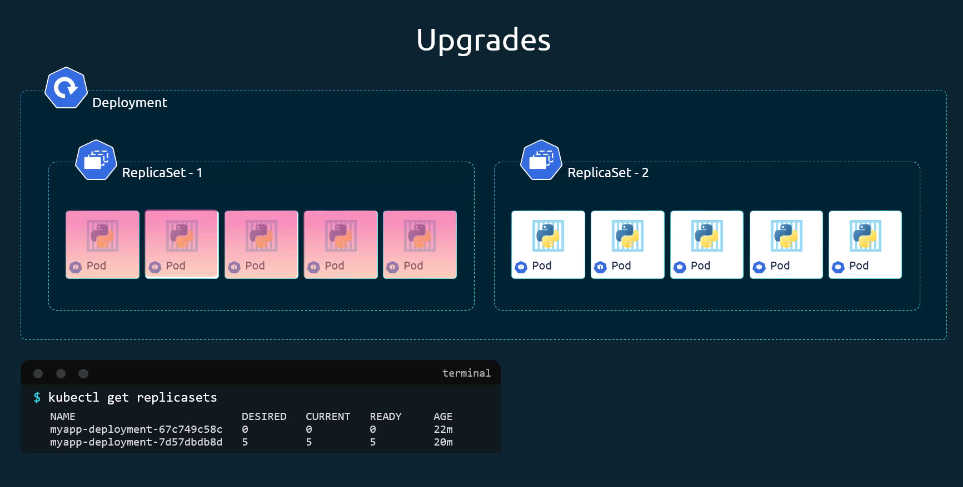 Upgrades
Deployment
ReplicaSet - 1
ReplicaSet - 2
Pod Pod Pod Pod Pod
Pod Pod Pod Pod Pod
terminal
$ kubectl get replicasets
NAME DESIRED CURRENT READY AGE
myapp-deployment-67c749c58c 0 0 0 22m
myapp-deployment-7d57dbdb8d 5 5 5 20m